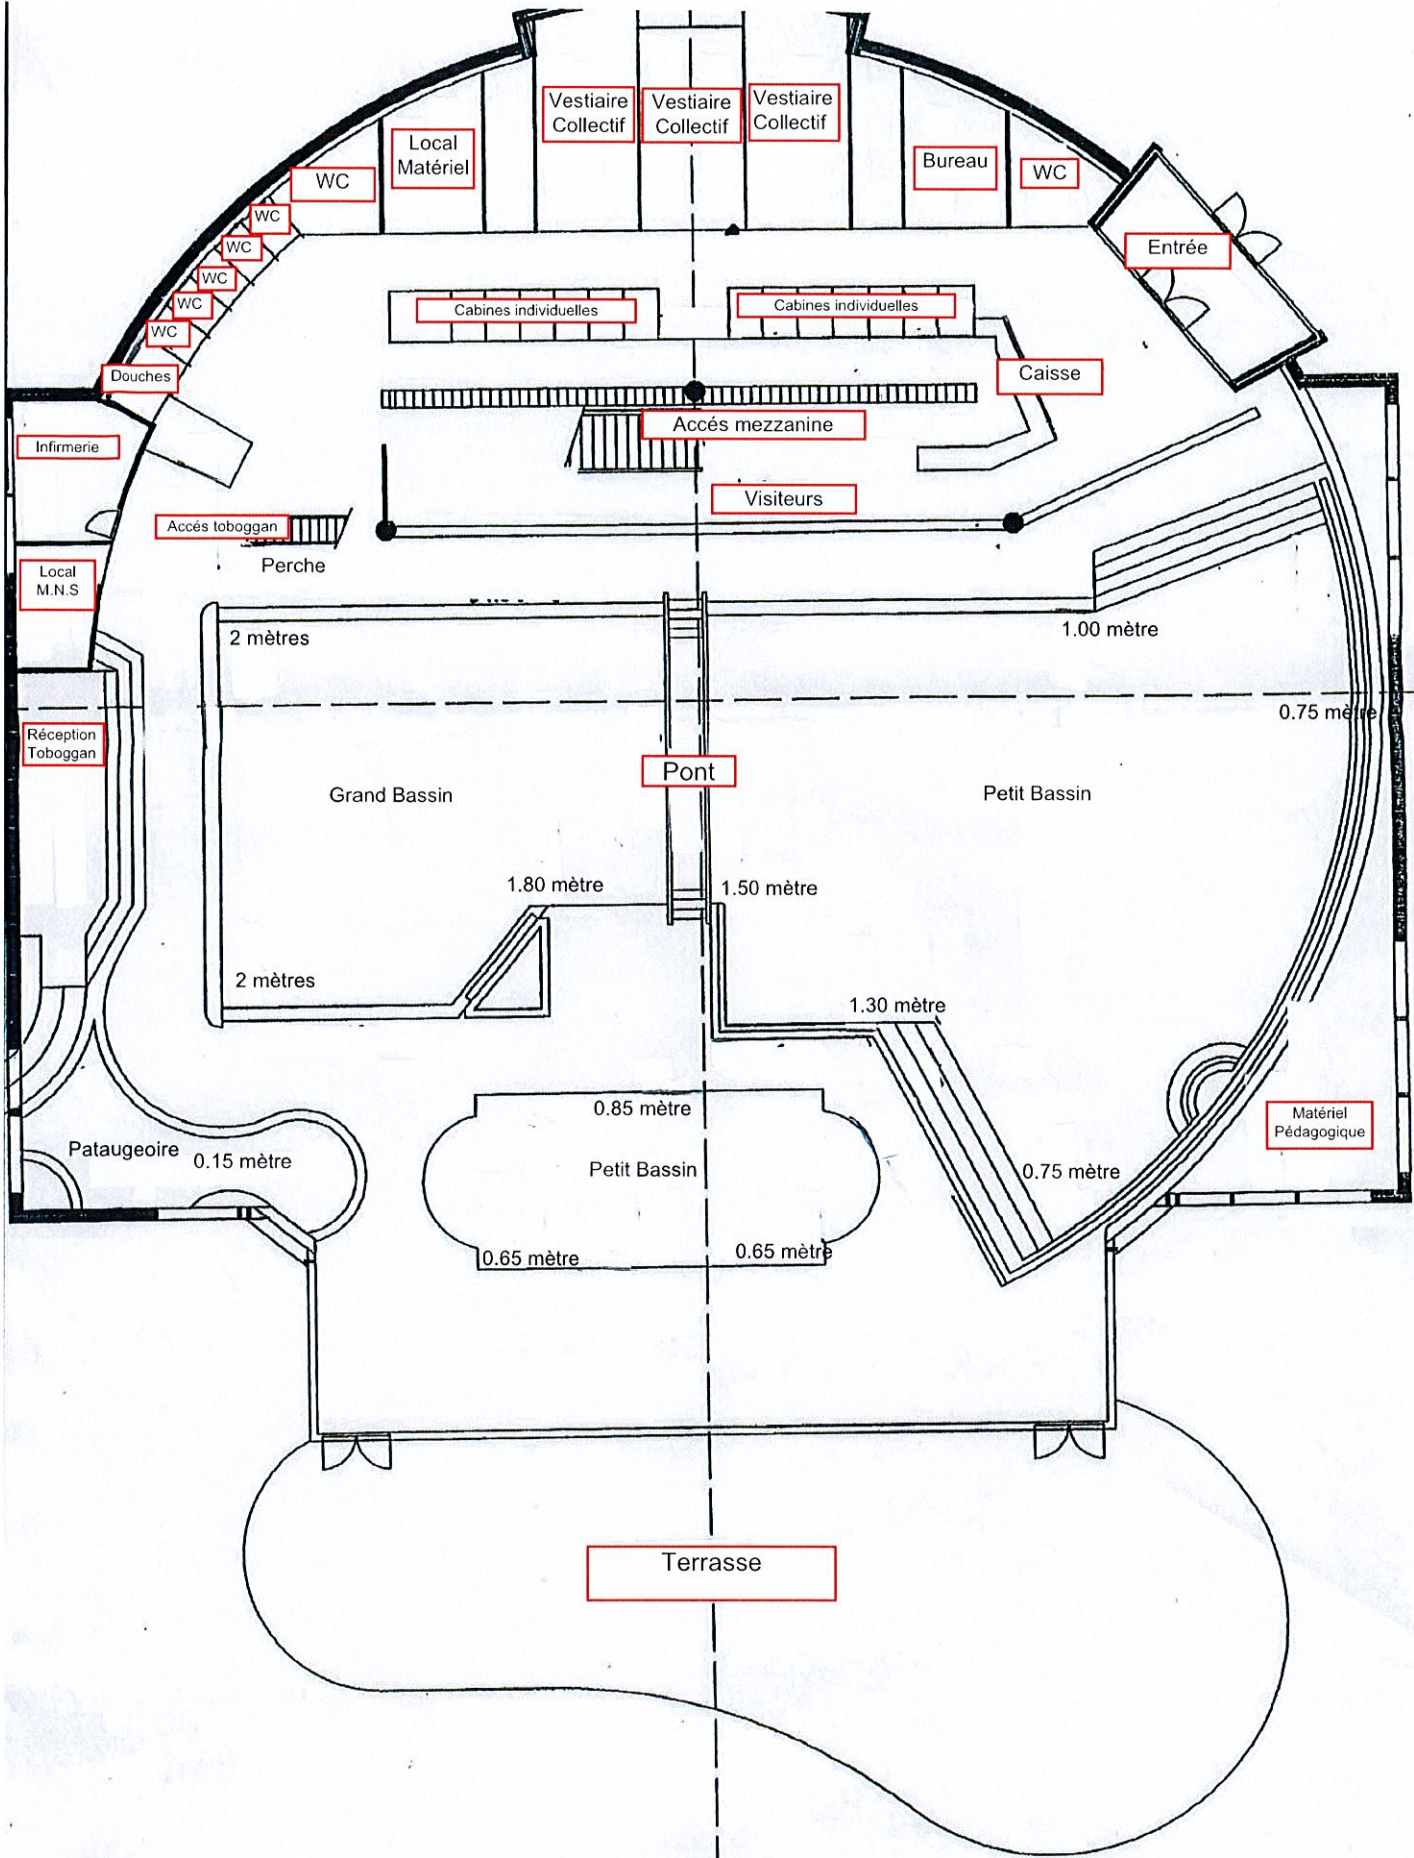 Vestiaire
Collectif
Vestiaire
Collectif
Vestiaire
Collectif
Local
Matériel
Bureau
WC
WC
WC
WC
WC
WC
WC
Entrée
Cabines individuelles
Cabines individuelles
Douches
Caisse
Accés mezzanine
Infirmerie
Visiteurs
Accés toboggan
Perche
Local
M.N.S
2 mètres
1.00 mètre
0.75 mètre
Réception
Toboggan
Pont
Grand Bassin
Petit Bassin
1.80 mètre
1.50 mètre
2 mètres
1.30 mètre
0.85 mètre
Matériel
Pédagogique
Pataugeoire
0.15 mètre
Petit Bassin
0.75 mètre
0.65 mètre
0.65 mètre
Terrasse